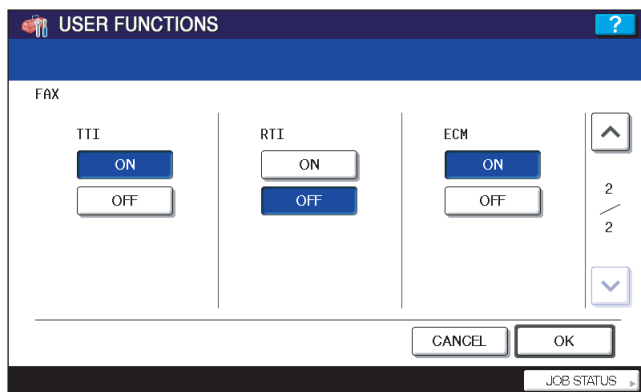 USER FUNCTIONS ?
FAX
TTI RTI ECM
ON ON ON
OFF OFF OFF
2
/
2
CANCEL OK
JOB STATUS